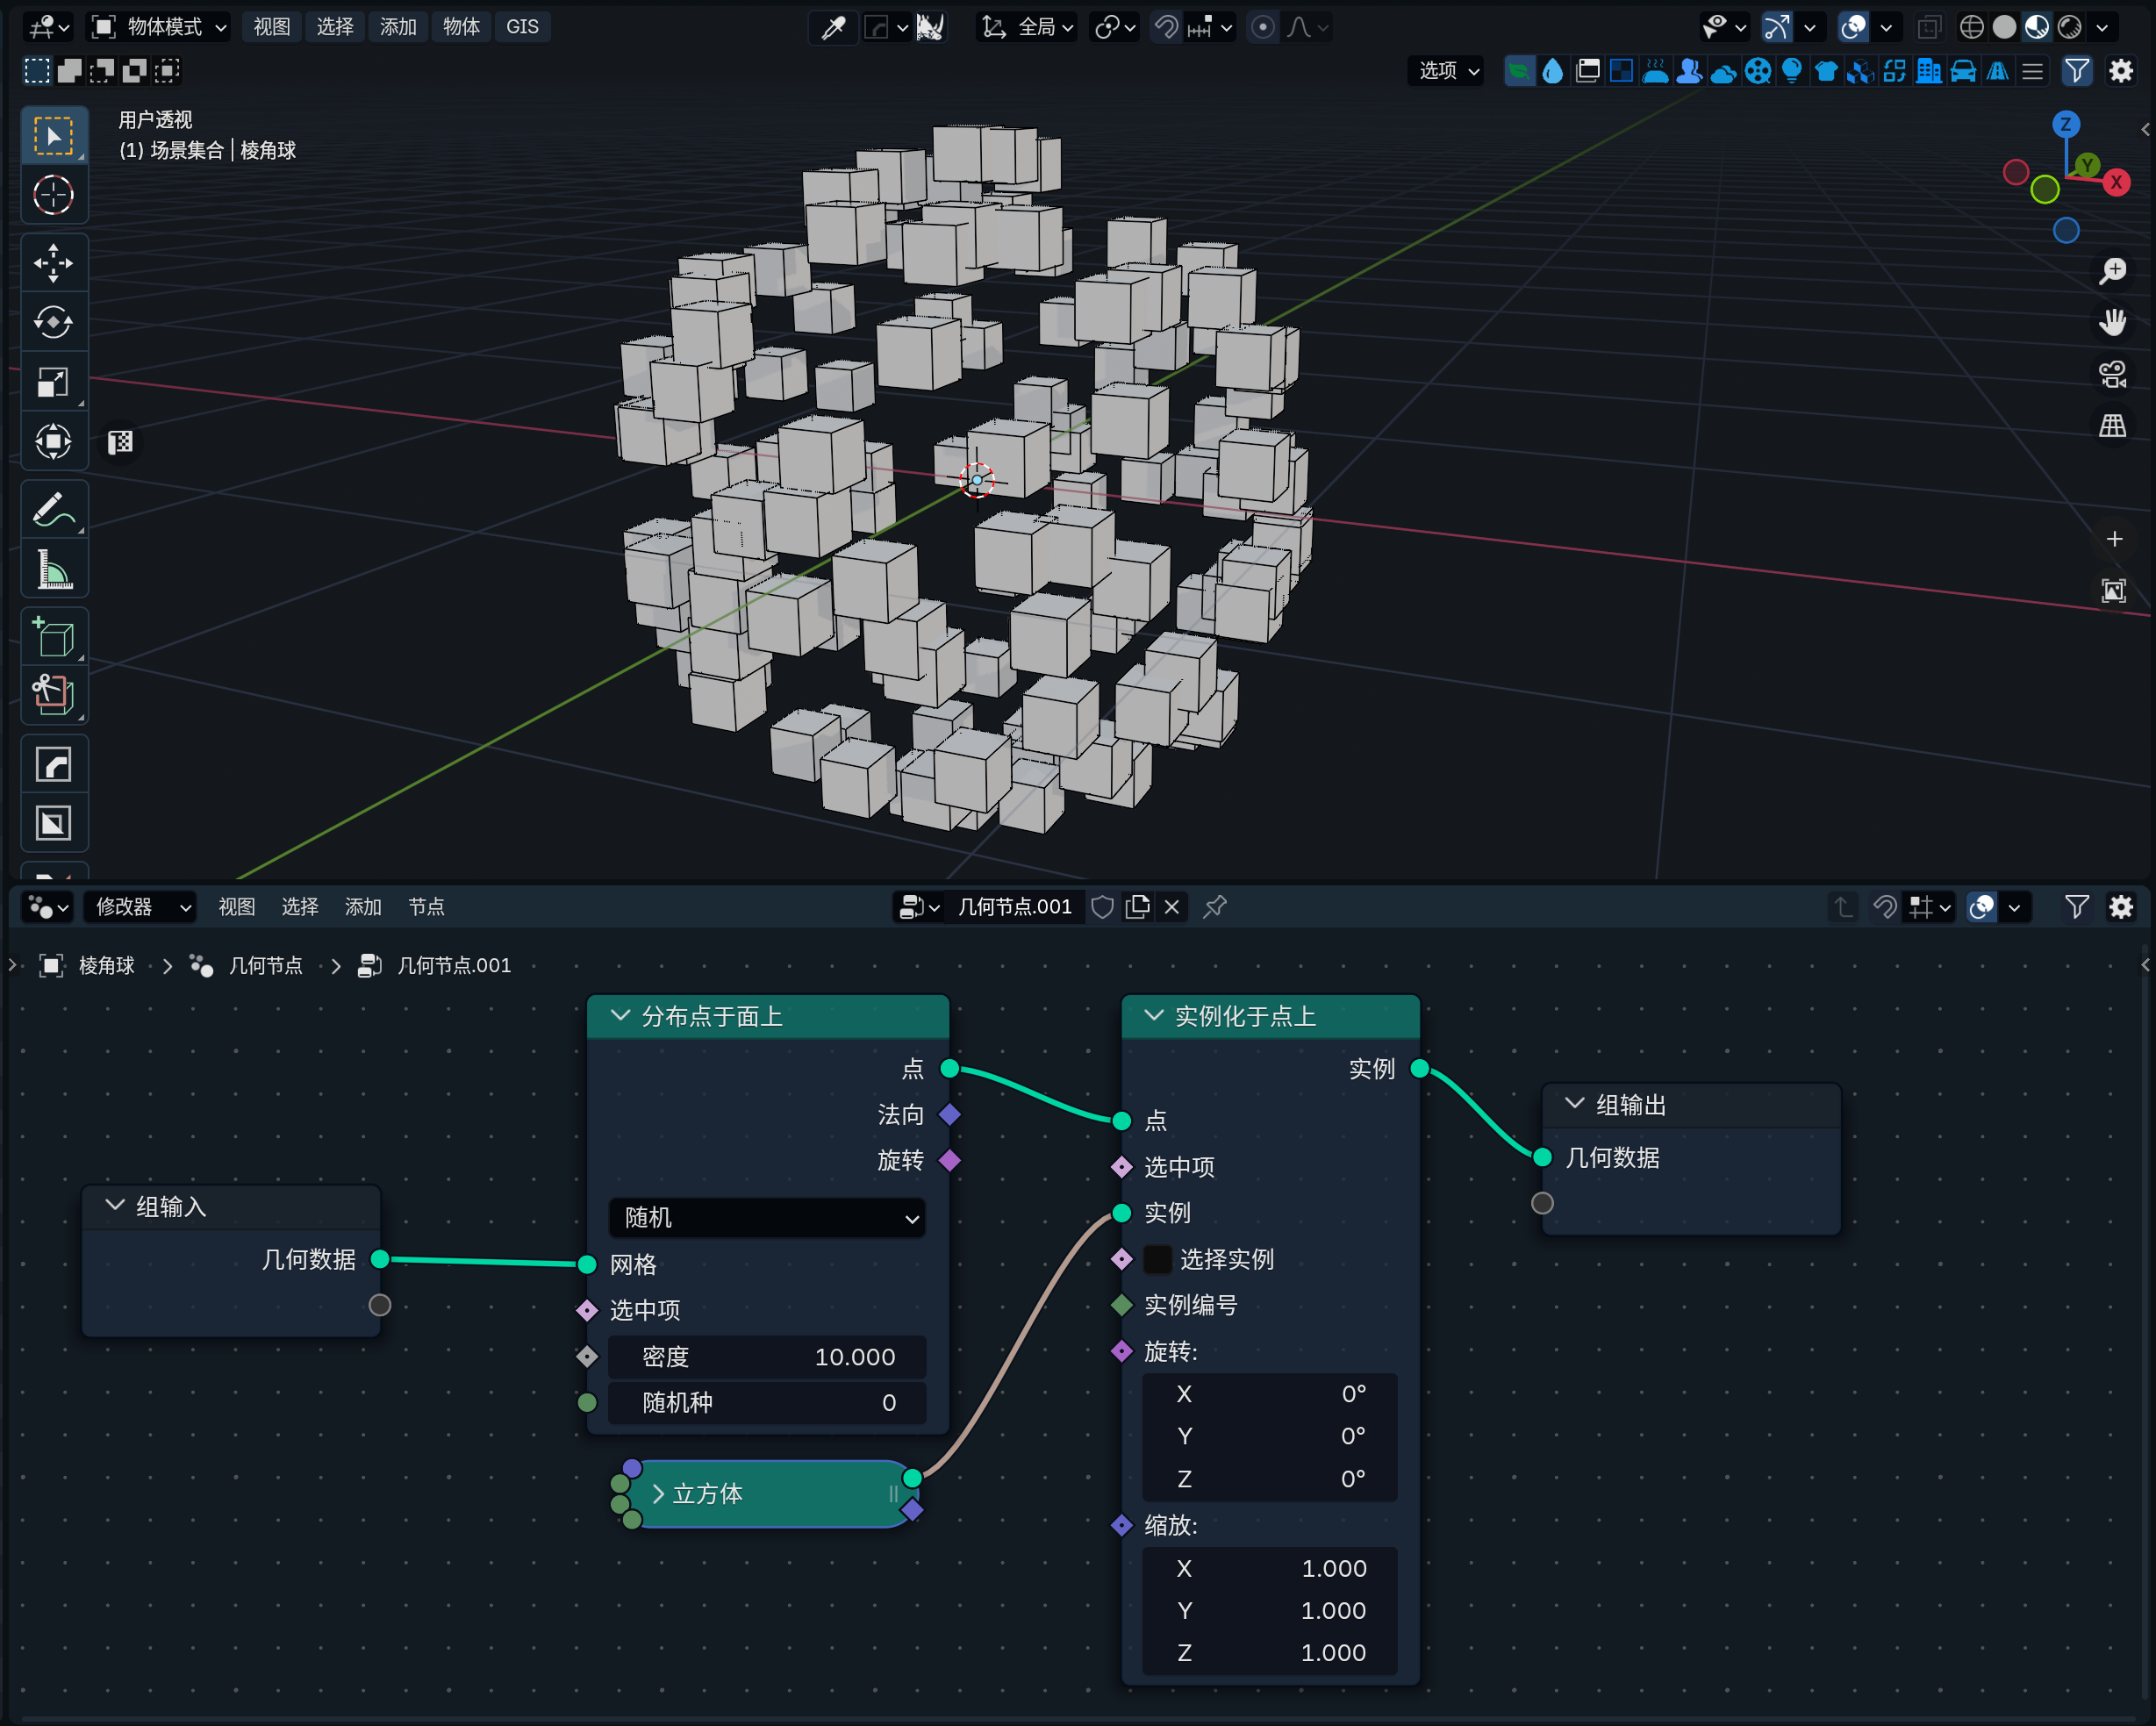 物体模式 视图 选择 添加 物体 GIS 全局
选项
用户透视
(1) 场景集合 | 棱角球
Z
Y
X
修改器 视图 选择 添加 节点 几何节点.001
棱角球 > 几何节点 > 几何节点.001
组输入
几何数据
分布点于面上
点
法向
旋转
随机
网格
选中项
密度 10.000
随机种 0
立方体
实例化于点上
实例
点
选中项
实例
选择实例
实例编号
旋转:
X 0°
Y 0°
Z 0°
缩放:
X 1.000
Y 1.000
Z 1.000
组输出
几何数据